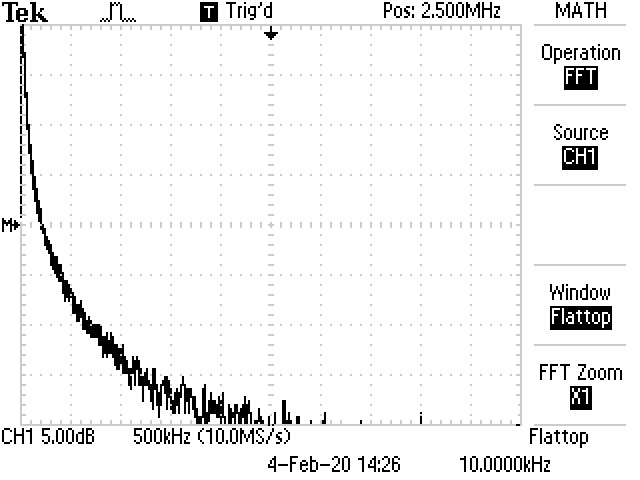 Tek T Trig'd Pos: 2.500MHz MATH
Operation
FFT
Source
CH1
M
Window
Flattop
FFT Zoom
X1
CH1 5.00dB 500kHz (10.0MS/s) Flattop
4-Feb-20 14:26 10.0000kHz